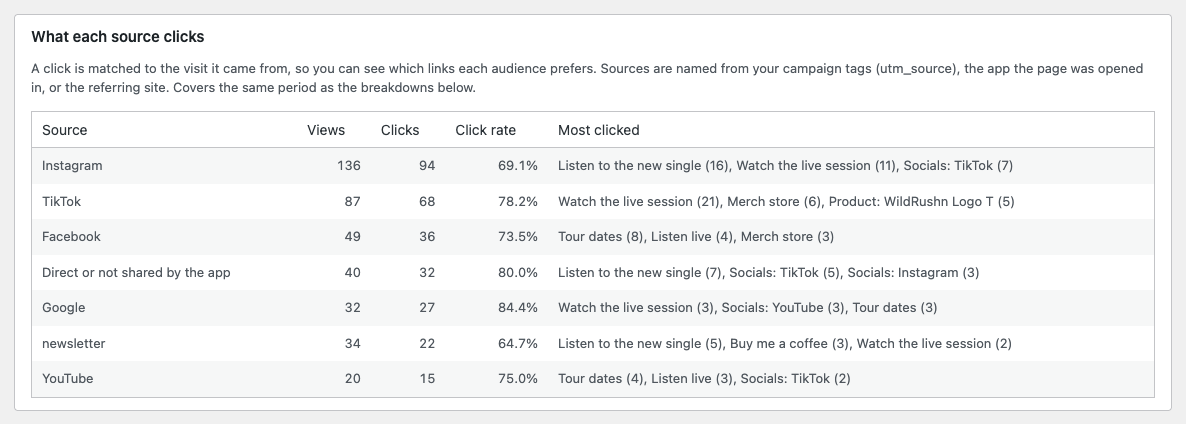 What each source clicks
A click is matched to the visit it came from, so you can see which links each audience prefers. Sources are named from your campaign tags (utm_source), the app the page was opened
in, or the referring site. Covers the same period as the breakdowns below.
Source Views Clicks Click rate Most clicked
Instagram 136 94 69.1% Listen to the new single (16), Watch the live session (11), Socials: TikTok (7)
TikTok 87 68 78.2% Watch the live session (21), Merch store (6), Product: WildRushn Logo T (5)
Facebook 49 36 73.5% Tour dates (8), Listen live (4), Merch store (3)
Direct or not shared by the app 40 32 80.0% Listen to the new single (7), Socials: TikTok (5), Socials: Instagram (3)
Google 32 27 84.4% Watch the live session (3), Socials: YouTube (3), Tour dates (3)
newsletter 34 22 64.7% Listen to the new single (5), Buy me a coffee (3), Watch the live session (2)
YouTube 20 15 75.0% Tour dates (4), Listen live (3), Socials: TikTok (2)